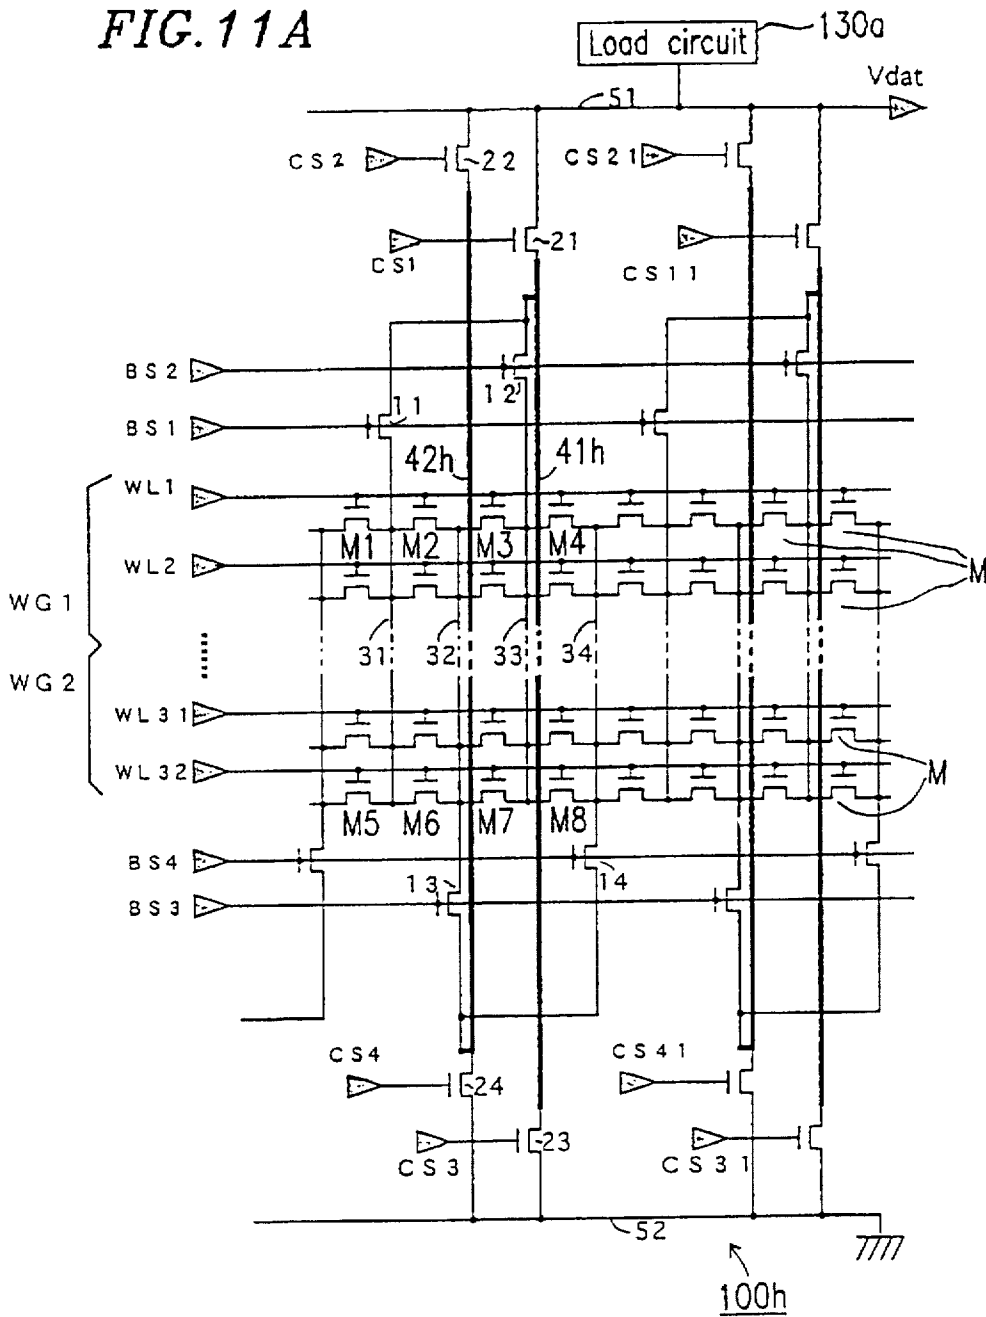 FIG.11A
Load circuit
130a
Vdat
51
CS2
22
CS21
CS1
21
CS11
BS2
12
BS1
11
42h
41h
WL1
M1 M2 M3 M4
WL2
M
WG1
31 32 33 34
WG2
WL31
WL32
M
M5 M6 M7 M8
BS4
13
14
BS3
CS4
24
CS41
CS3
23
CS31
52
100h